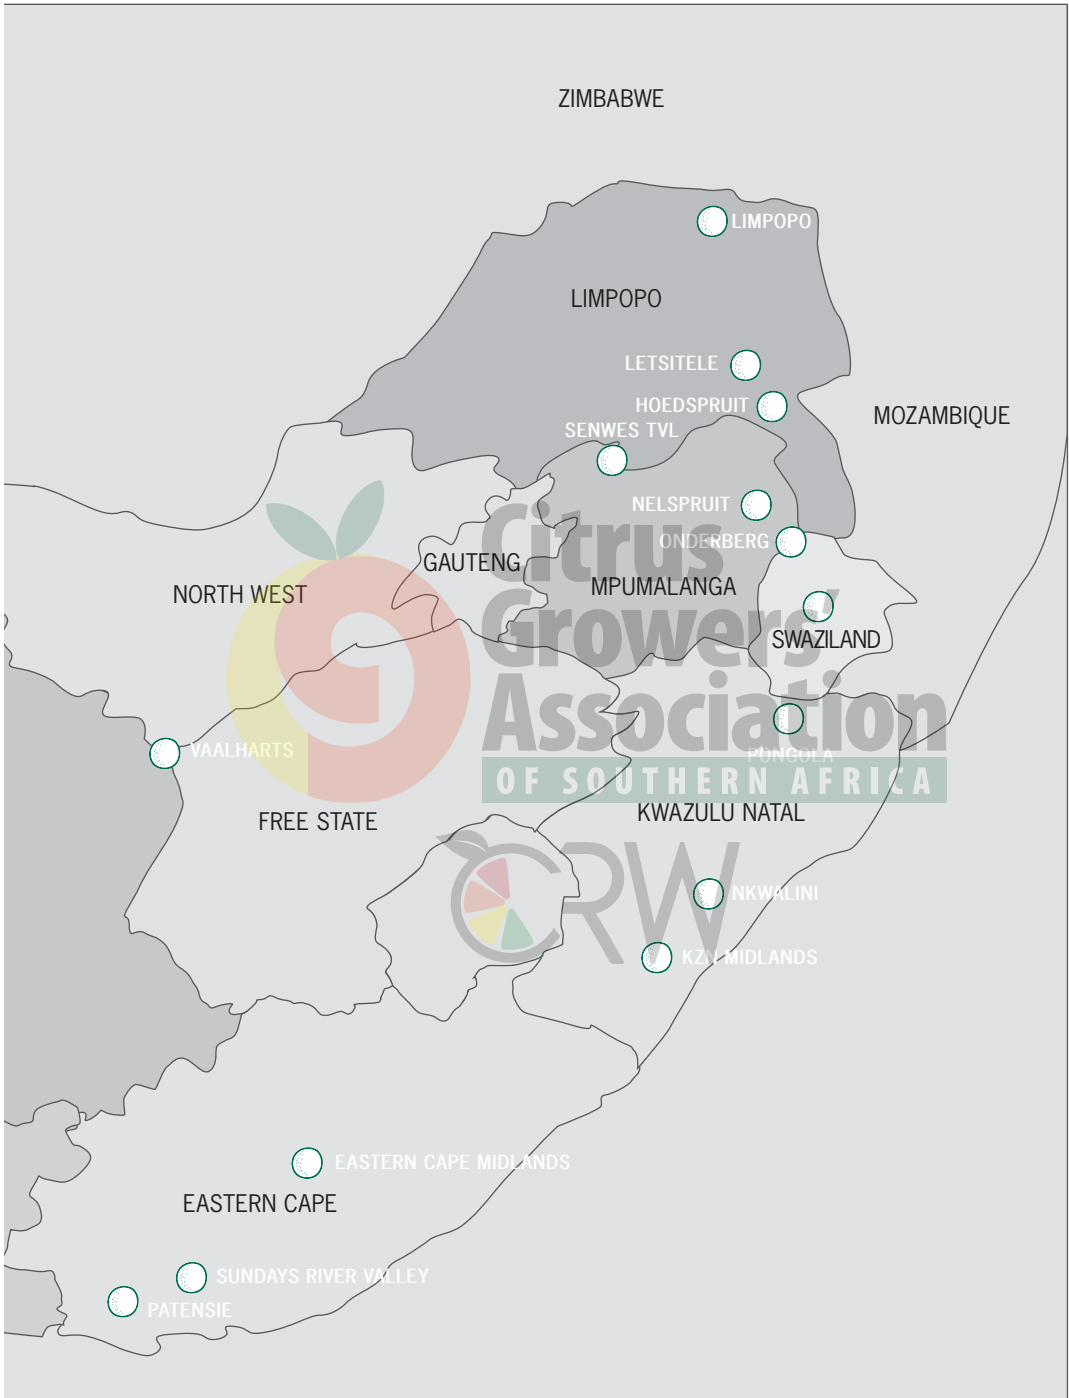 ZIMBABWE
LIMPOPO
LIMPOPO
LETSITELE
HOEDSPRUIT
MOZAMBIQUE
SENWES TVL
NELSPRUIT
ONDERBERG
Citrus
GAUTENG
MPUMALANGA
NORTH WEST
Growers'
SWAZILAND
Association
PONGOLA
VAALHARTS
OF SOUTHERN AFRICA
KWAZULU NATAL
FREE STATE
CRW
NKWALINI
KZN MIDLANDS
EASTERN CAPE MIDLANDS
EASTERN CAPE
SUNDAYS RIVER VALLEY
PATENSIE